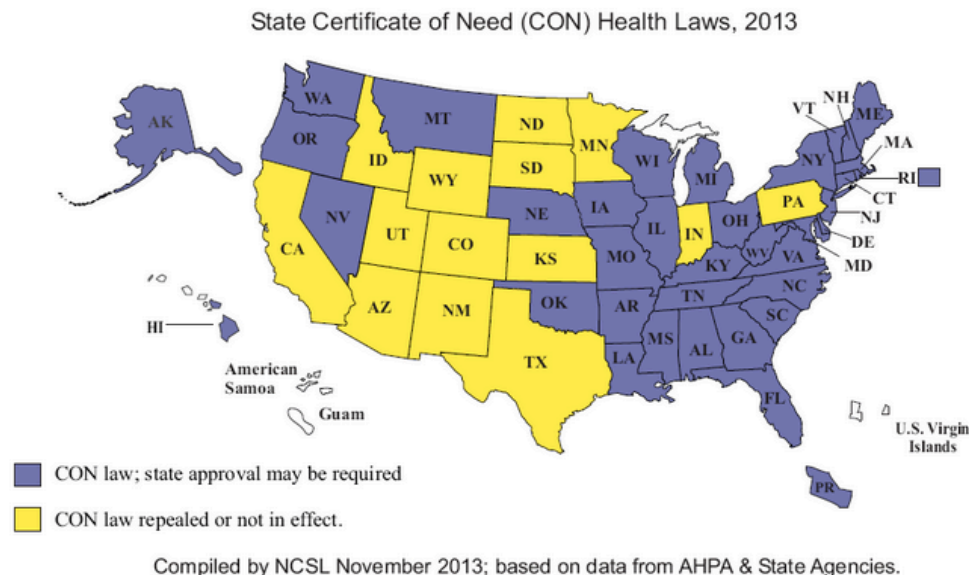 State Certificate of Need (CON) Health Laws, 2013
AK
WA
OR
MT
ID
ND
MN
SD
WY
WI
MI
VT
NH
ME
NY
MA
RI
CT
NJ
DE
MD
PA
CA
NV
UT
CO
NE
KS
IA
IL
IN
OH
MO
KY
WV
VA
NC
TN
SC
AZ
NM
OK
AR
TX
LA
MS
AL
GA
FL
HI
American
Samoa
Guam
U.S. Virgin
Islands
PR
CON law; state approval may be required
CON law repealed or not in effect.
Compiled by NCSL November 2013; based on data from AHPA & State Agencies.